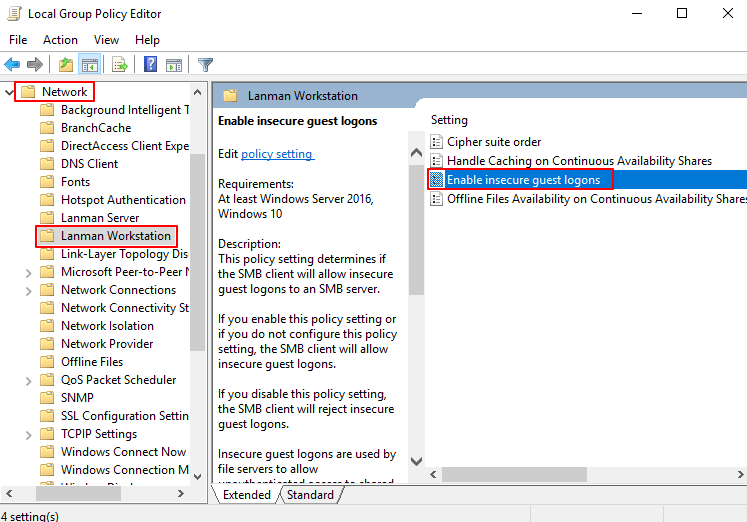 Local Group Policy Editor
File Action View Help
Network
Background Intelligent T
BranchCache
DirectAccess Client Expe
DNS Client
Fonts
Hotspot Authentication
Lanman Server
Lanman Workstation
Link-Layer Topology Dis
Microsoft Peer-to-Peer N
Network Connections
Network Connectivity St
Network Isolation
Network Provider
Offline Files
QoS Packet Scheduler
SNMP
SSL Configuration Settin
TCPIP Settings
Windows Connect Now
Windows Connection M
Lanman Workstation
Enable insecure guest logons
Edit policy setting
Requirements:
At least Windows Server 2016,
Windows 10
Description:
This policy setting determines if
the SMB client will allow insecure
guest logons to an SMB server.
If you enable this policy setting or
if you do not configure this policy
setting, the SMB client will allow
insecure guest logons.
If you disable this policy setting,
the SMB client will reject insecure
guest logons.
Insecure guest logons are used by
file servers to allow
unauthenticated access to shared
Setting
Cipher suite order
Handle Caching on Continuous Availability Shares
Enable insecure guest logons
Offline Files Availability on Continuous Availability Shares
Extended Standard
4 setting(s)